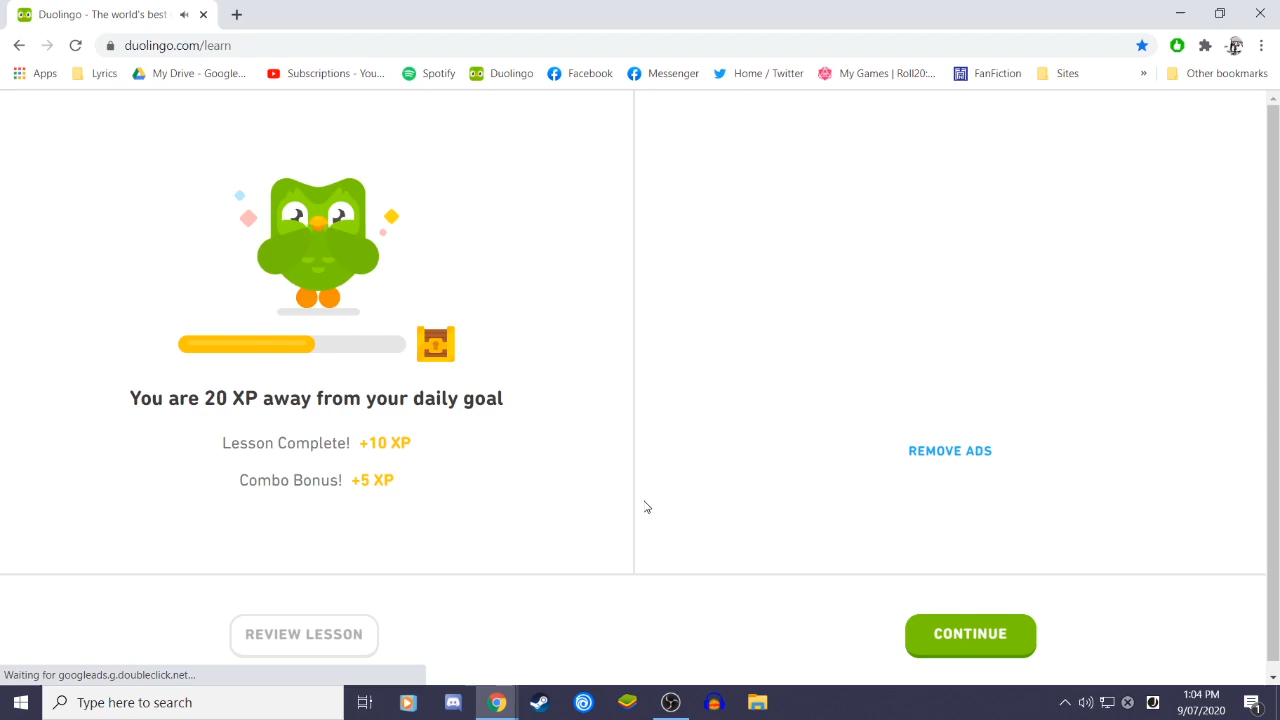 Duolingo - The world's best
duolingo.com/learn
Apps Lyrics My Drive - Google... Subscriptions - You... Spotify Duolingo Facebook Messenger Home / Twitter My Games | Roll20:... FanFiction Sites » Other bookmarks
You are 20 XP away from your daily goal
Lesson Complete! +10 XP
Combo Bonus! +5 XP
REMOVE ADS
REVIEW LESSON
CONTINUE
Waiting for googleads.g.doubleclick.net...
Type here to search
1:04 PM
9/07/2020
1